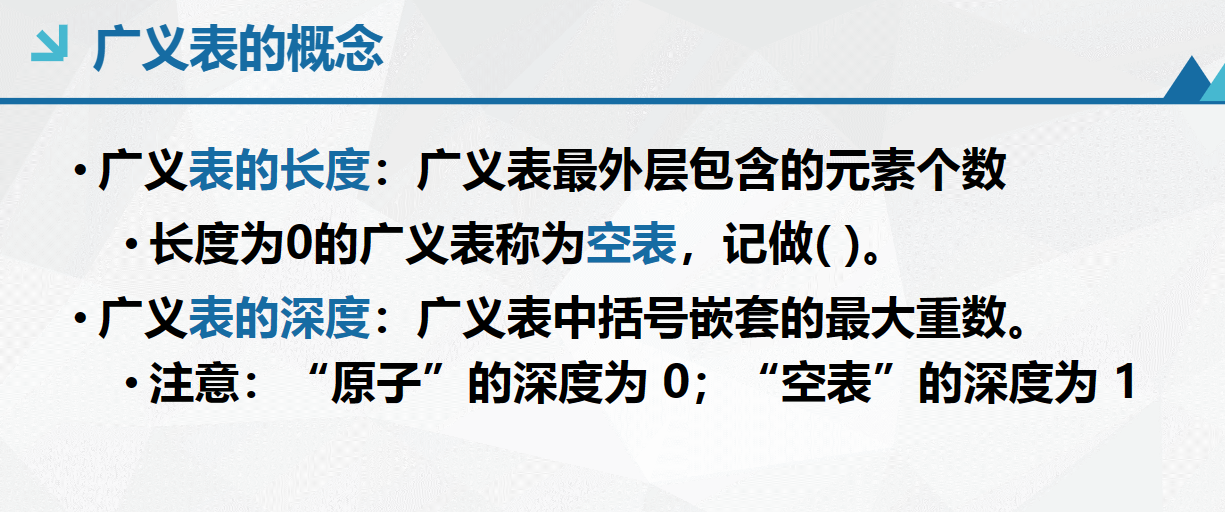 广义表的概念
• 广义表的长度：广义表最外层包含的元素个数
• 长度为0的广义表称为空表，记做( )。
• 广义表的深度：广义表中括号嵌套的最大重数。
• 注意：“原子”的深度为 0；“空表”的深度为 1